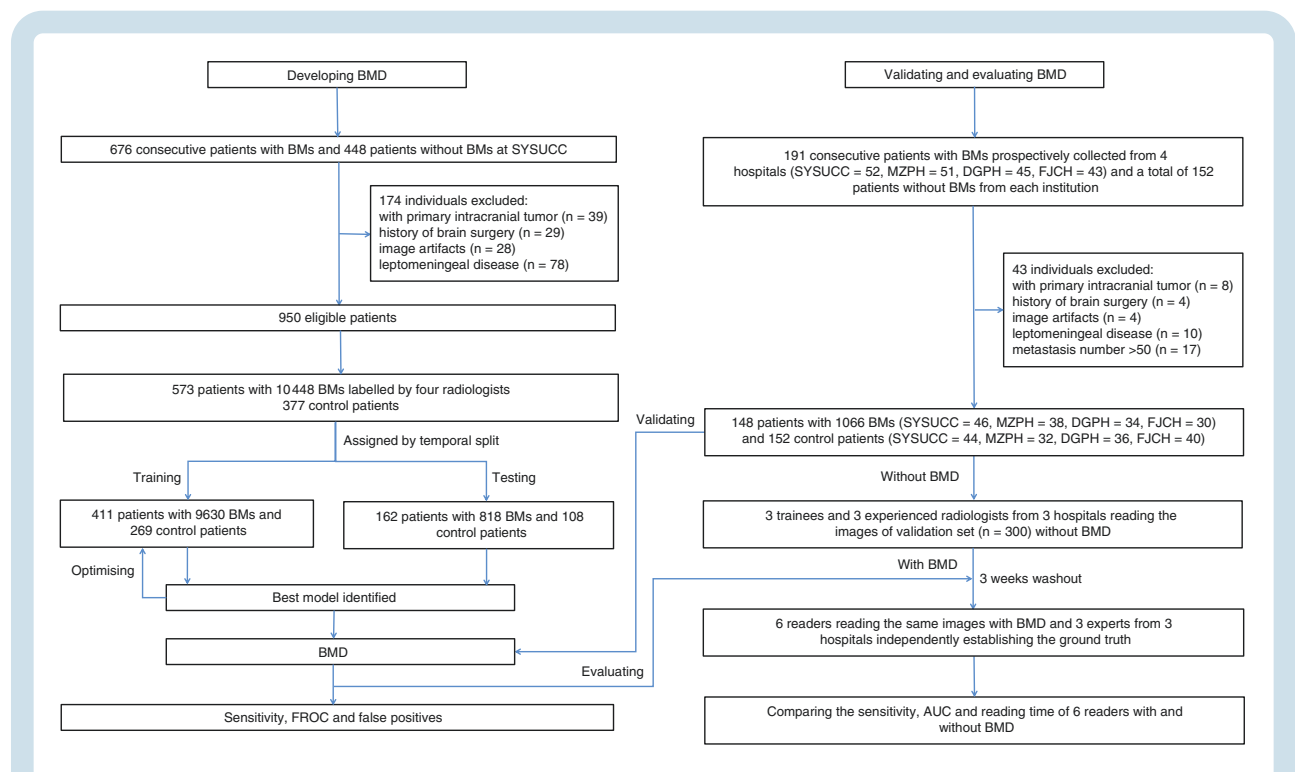 Developing BMD
676 consecutive patients with BMs and 448 patients without BMs at SYSUCC
174 individuals excluded:
with primary intracranial tumor (n = 39)
history of brain surgery (n = 29)
image artifacts (n = 28)
leptomeningeal disease (n = 78)
950 eligible patients
573 patients with 10448 BMs labelled by four radiologists
377 control patients
Assigned by temporal split
Training
Testing
411 patients with 9630 BMs and
269 control patients
162 patients with 818 BMs and 108
control patients
Optimising
Best model identified
BMD
Evaluating
Sensitivity, FROC and false positives
Validating and evaluating BMD
191 consecutive patients with BMs prospectively collected from 4
hospitals (SYSUCC = 52, MZPH = 51, DGPH = 45, FJCH = 43) and a total of 152
patients without BMs from each institution
43 individuals excluded:
with primary intracranial tumor (n = 8)
history of brain surgery (n = 4)
image artifacts (n = 4)
leptomeningeal disease (n = 10)
metastasis number >50 (n = 17)
Validating
148 patients with 1066 BMs (SYSUCC = 46, MZPH = 38, DGPH = 34, FJCH = 30)
and 152 control patients (SYSUCC = 44, MZPH = 32, DGPH = 36, FJCH = 40)
Without BMD
3 trainees and 3 experienced radiologists from 3 hospitals reading the
images of validation set (n = 300) without BMD
With BMD
3 weeks washout
6 readers reading the same images with BMD and 3 experts from 3
hospitals independently establishing the ground truth
Comparing the sensitivity, AUC and reading time of 6 readers with and
without BMD